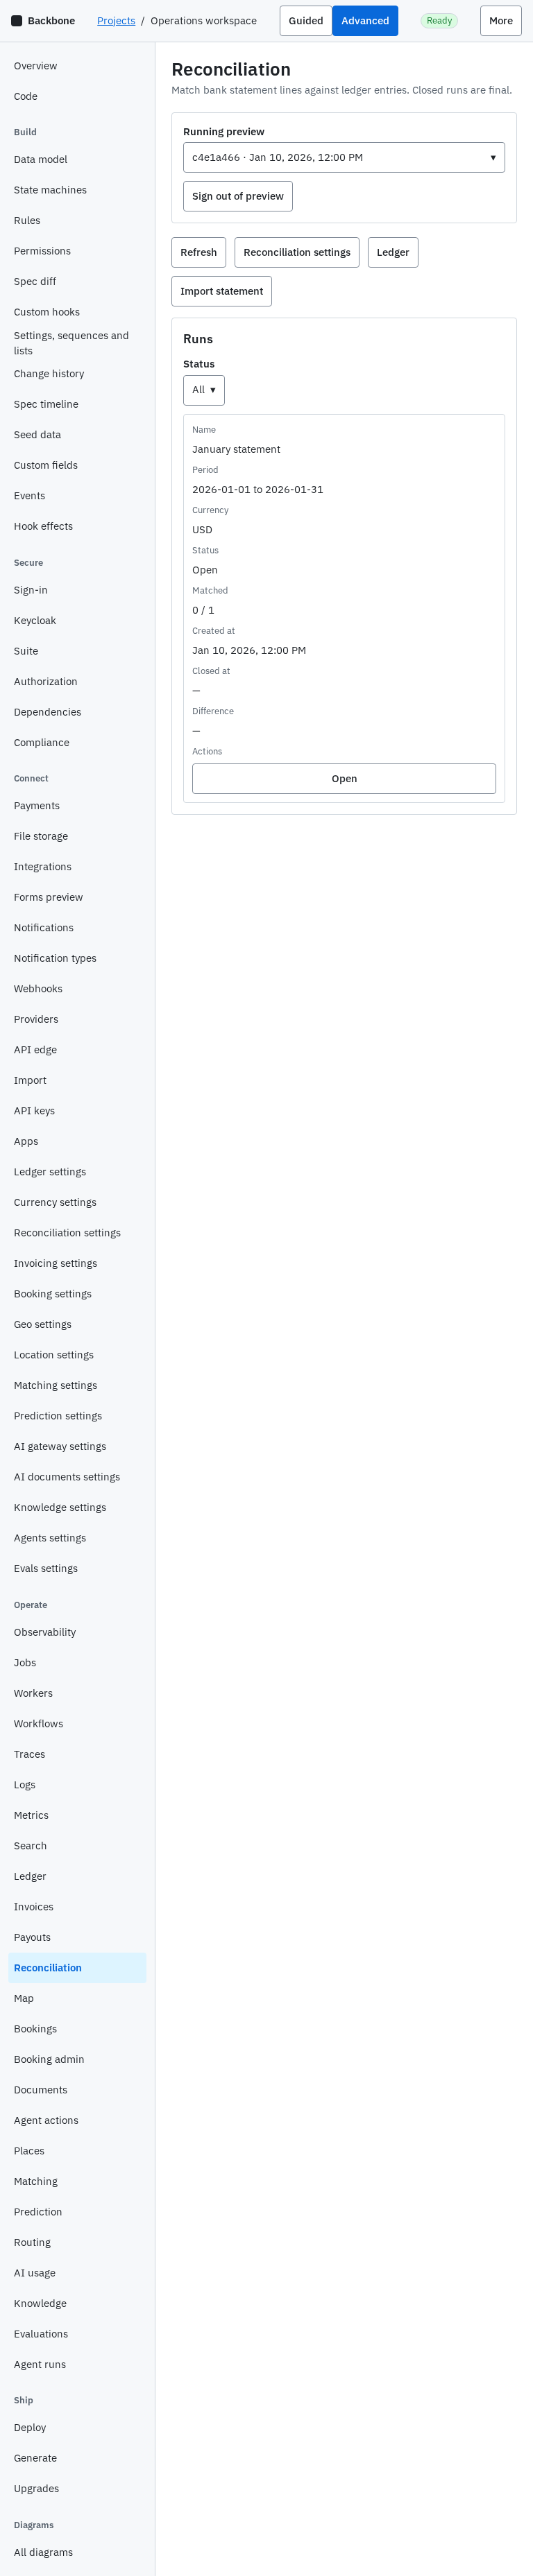 Backbone
Projects / Operations workspace
Guided
Advanced
Ready
More
Overview
Code
Build
Data model
State machines
Rules
Permissions
Spec diff
Custom hooks
Settings, sequences and
lists
Change history
Spec timeline
Seed data
Custom fields
Events
Hook effects
Secure
Sign-in
Keycloak
Suite
Authorization
Dependencies
Compliance
Connect
Payments
File storage
Integrations
Forms preview
Notifications
Notification types
Webhooks
Providers
API edge
Import
API keys
Apps
Ledger settings
Currency settings
Reconciliation settings
Invoicing settings
Booking settings
Geo settings
Location settings
Matching settings
Prediction settings
AI gateway settings
AI documents settings
Knowledge settings
Agents settings
Evals settings
Operate
Observability
Jobs
Workers
Workflows
Traces
Logs
Metrics
Search
Ledger
Invoices
Payouts
Reconciliation
Map
Bookings
Booking admin
Documents
Agent actions
Places
Matching
Prediction
Routing
AI usage
Knowledge
Evaluations
Agent runs
Ship
Deploy
Generate
Upgrades
Diagrams
All diagrams
Reconciliation
Match bank statement lines against ledger entries. Closed runs are final.
Running preview
c4e1a466 · Jan 10, 2026, 12:00 PM
Sign out of preview
Refresh
Reconciliation settings
Ledger
Import statement
Runs
Status
All
Name
January statement
Period
2026-01-01 to 2026-01-31
Currency
USD
Status
Open
Matched
0 / 1
Created at
Jan 10, 2026, 12:00 PM
Closed at
—
Difference
—
Actions
Open